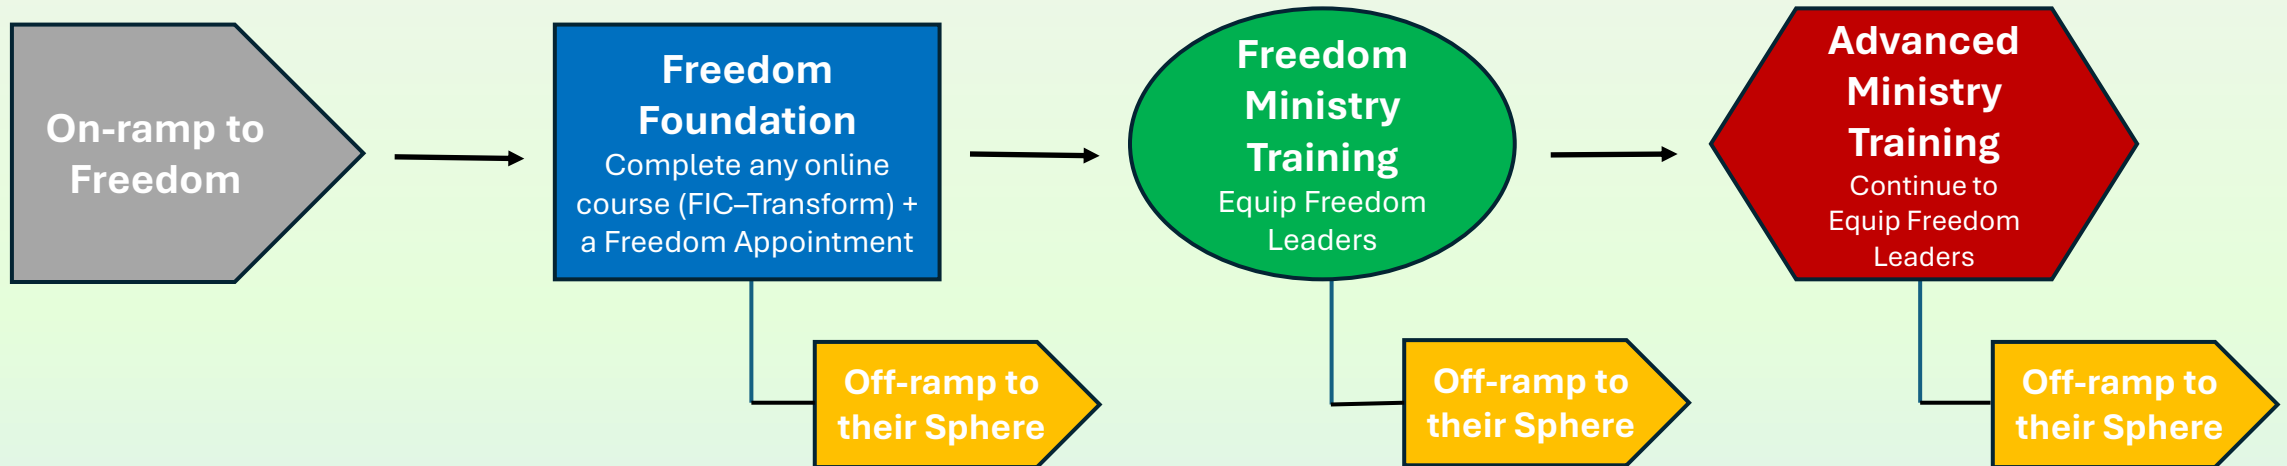 On-ramp to
Freedom
Freedom
Foundation
Complete any online
course (FIC–Transform) +
a Freedom Appointment
Freedom
Ministry
Training
Equip Freedom
Leaders
Advanced
Ministry
Training
Continue to
Equip Freedom
Leaders
Off-ramp to
their Sphere
Off-ramp to
their Sphere
Off-ramp to
their Sphere